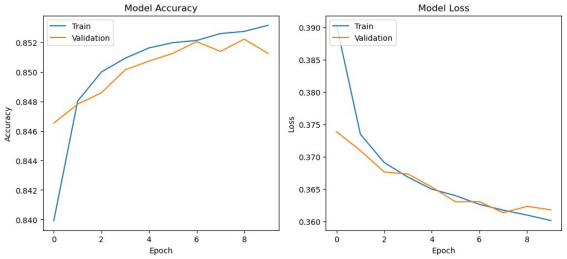 Model Accuracy
Train
Validation
0.852
0.850
0.848
0.846
0.844
0.842
0.840
Accuracy
0 2 4 6 8
Epoch
Model Loss
Train
Validation
0.390
0.385
0.380
0.375
0.370
0.365
0.360
Loss
0 2 4 6 8
Epoch